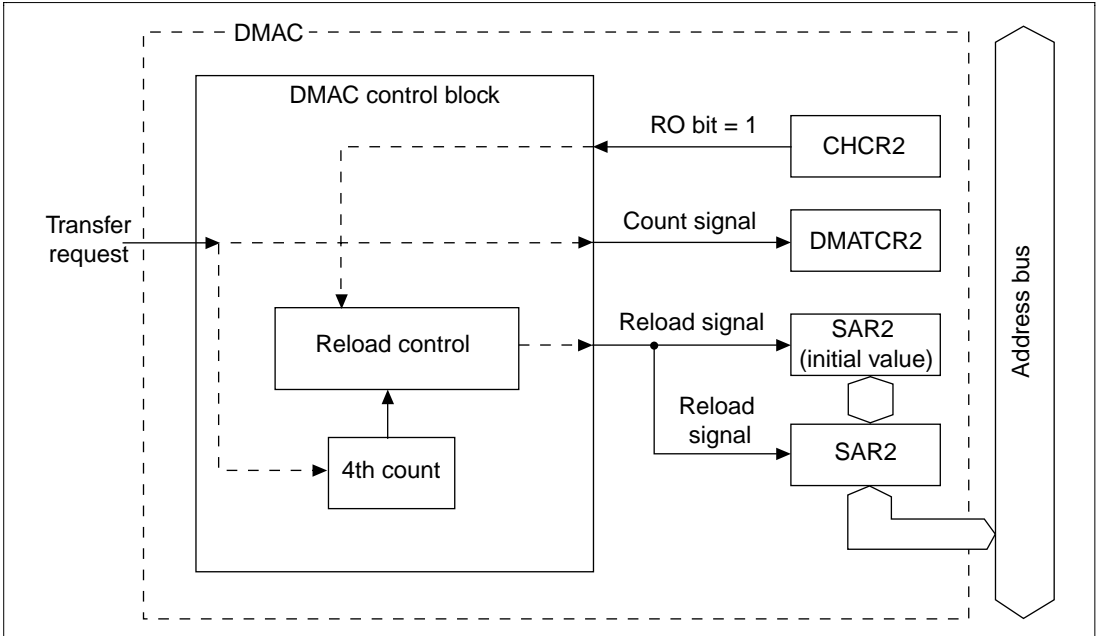 DMAC
DMAC control block
RO bit = 1
CHCR2
Transfer
request
Count signal
DMATCR2
Reload control
Reload signal
SAR2
(initial value)
Reload
signal
SAR2
4th count
Address bus